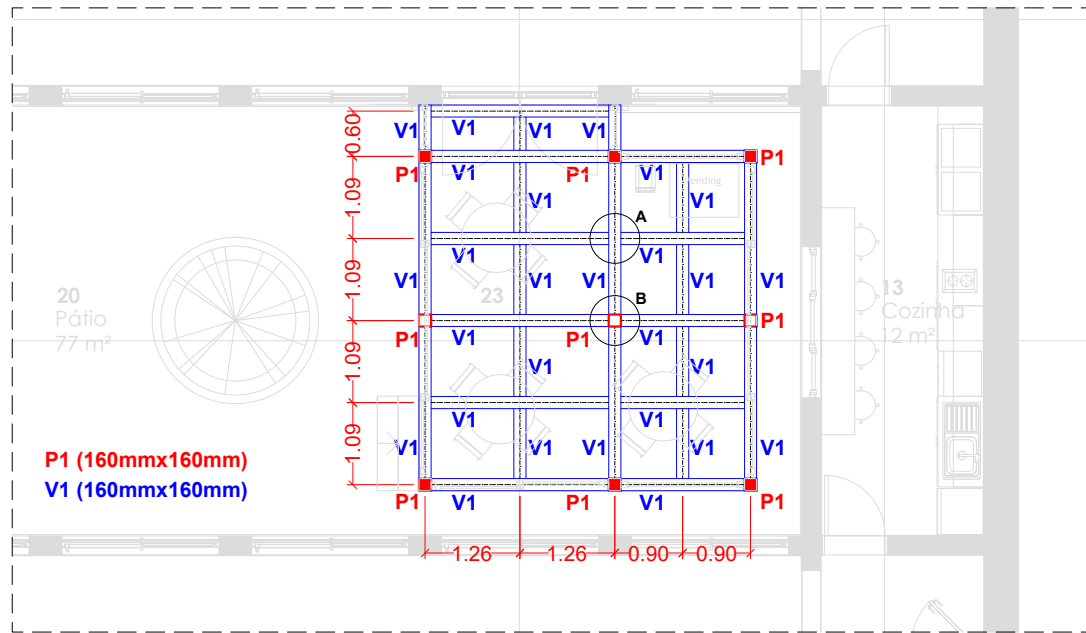 0.60
V1 V1 V1 V1
P1
P1 V1 P1 V1
vending
1.09
V1 V1
A
V1 V1
1.09
V1 V1 V1 V1 V1
20
Pátio
77 m²
23
B
13
Cozinha
12 m²
P1
P1 V1 P1 V1
1.09
V1 V1
V1 V1
1.09
V1 V1 V1 V1 V1
P1 (160mmx160mm)
V1 (160mmx160mm)
P1 V1 P1 V1 P1
1.26 1.26 0.90 0.90